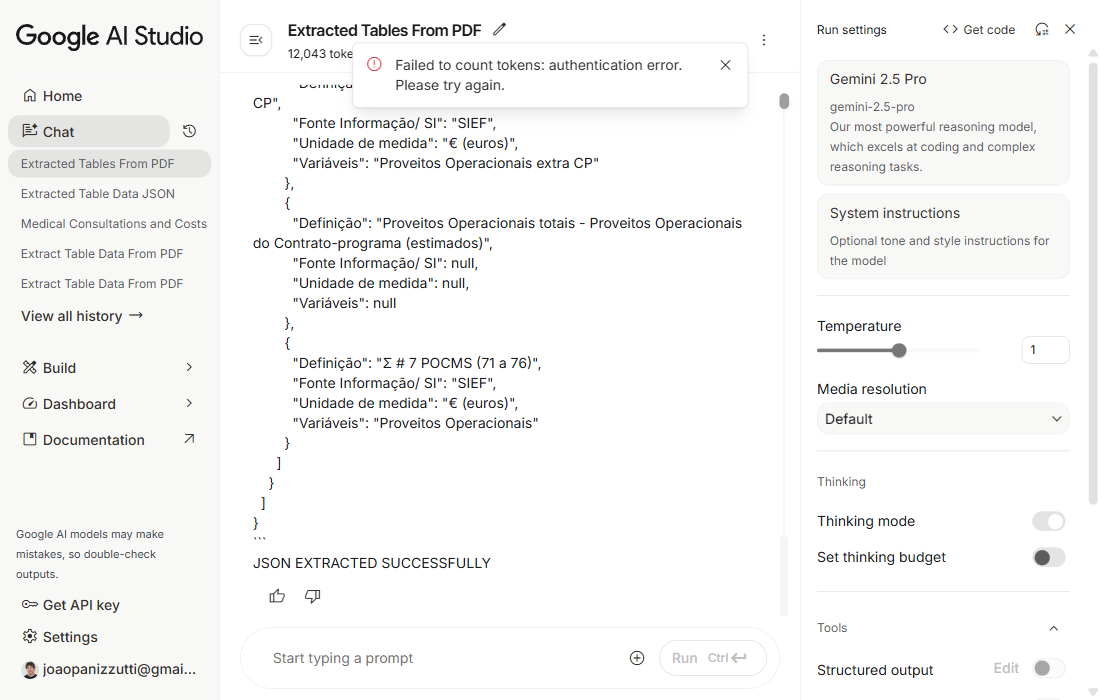 Google AI Studio
Home
Chat
Extracted Tables From PDF
Extracted Table Data JSON
Medical Consultations and Costs
Extract Table Data From PDF
Extract Table Data From PDF
View all history
Build
Dashboard
Documentation
Google AI models may make
mistakes, so double-check
outputs.
Get API key
Settings
joaopanizzutti@gmai...
Extracted Tables From PDF
12,043 toke
Failed to count tokens: authentication error.
Please try again.
CP",
"Fonte Informação/ SI": "SIEF",
"Unidade de medida": "€ (euros)",
"Variáveis": "Proveitos Operacionais extra CP"
},
{
"Definição": "Proveitos Operacionais totais - Proveitos Operacionais
do Contrato-programa (estimados)",
"Fonte Informação/ SI": null,
"Unidade de medida": null,
"Variáveis": null
},
{
"Definição": "Σ # 7 POCMS (71 a 76)",
"Fonte Informação/ SI": "SIEF",
"Unidade de medida": "€ (euros)",
"Variáveis": "Proveitos Operacionais"
}
]
}
]
}
```
JSON EXTRACTED SUCCESSFULLY
Start typing a prompt
Run Ctrl
Run settings
<> Get code
Gemini 2.5 Pro
gemini-2.5-pro
Our most powerful reasoning model,
which excels at coding and complex
reasoning tasks.
System instructions
Optional tone and style instructions for
the model
Temperature
1
Media resolution
Default
Thinking
Thinking mode
Set thinking budget
Tools
Structured output
Edit